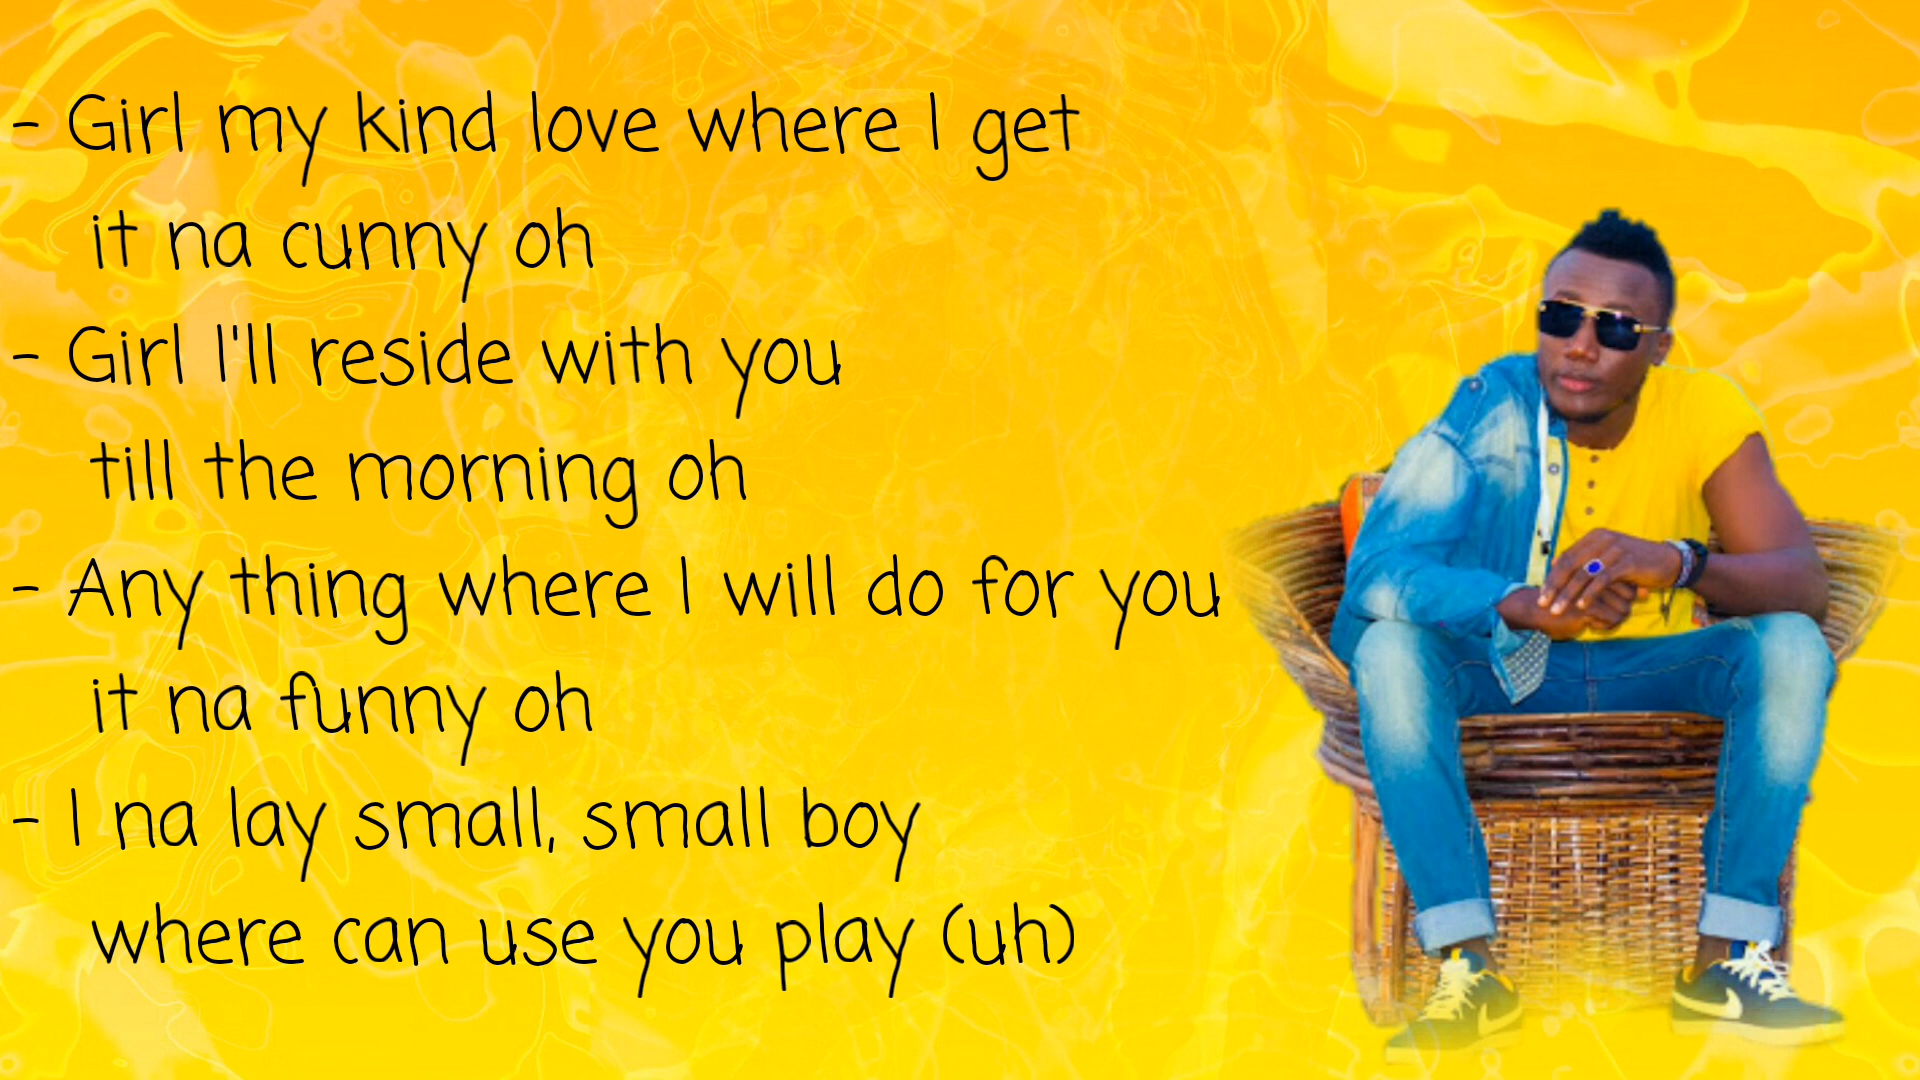 - Girl my kind love where I get
it na cunny oh
- Girl I'll reside with you
till the morning oh
- Any thing where I will do for you
it na funny oh
- I na lay small, small boy
where can use you play (uh)